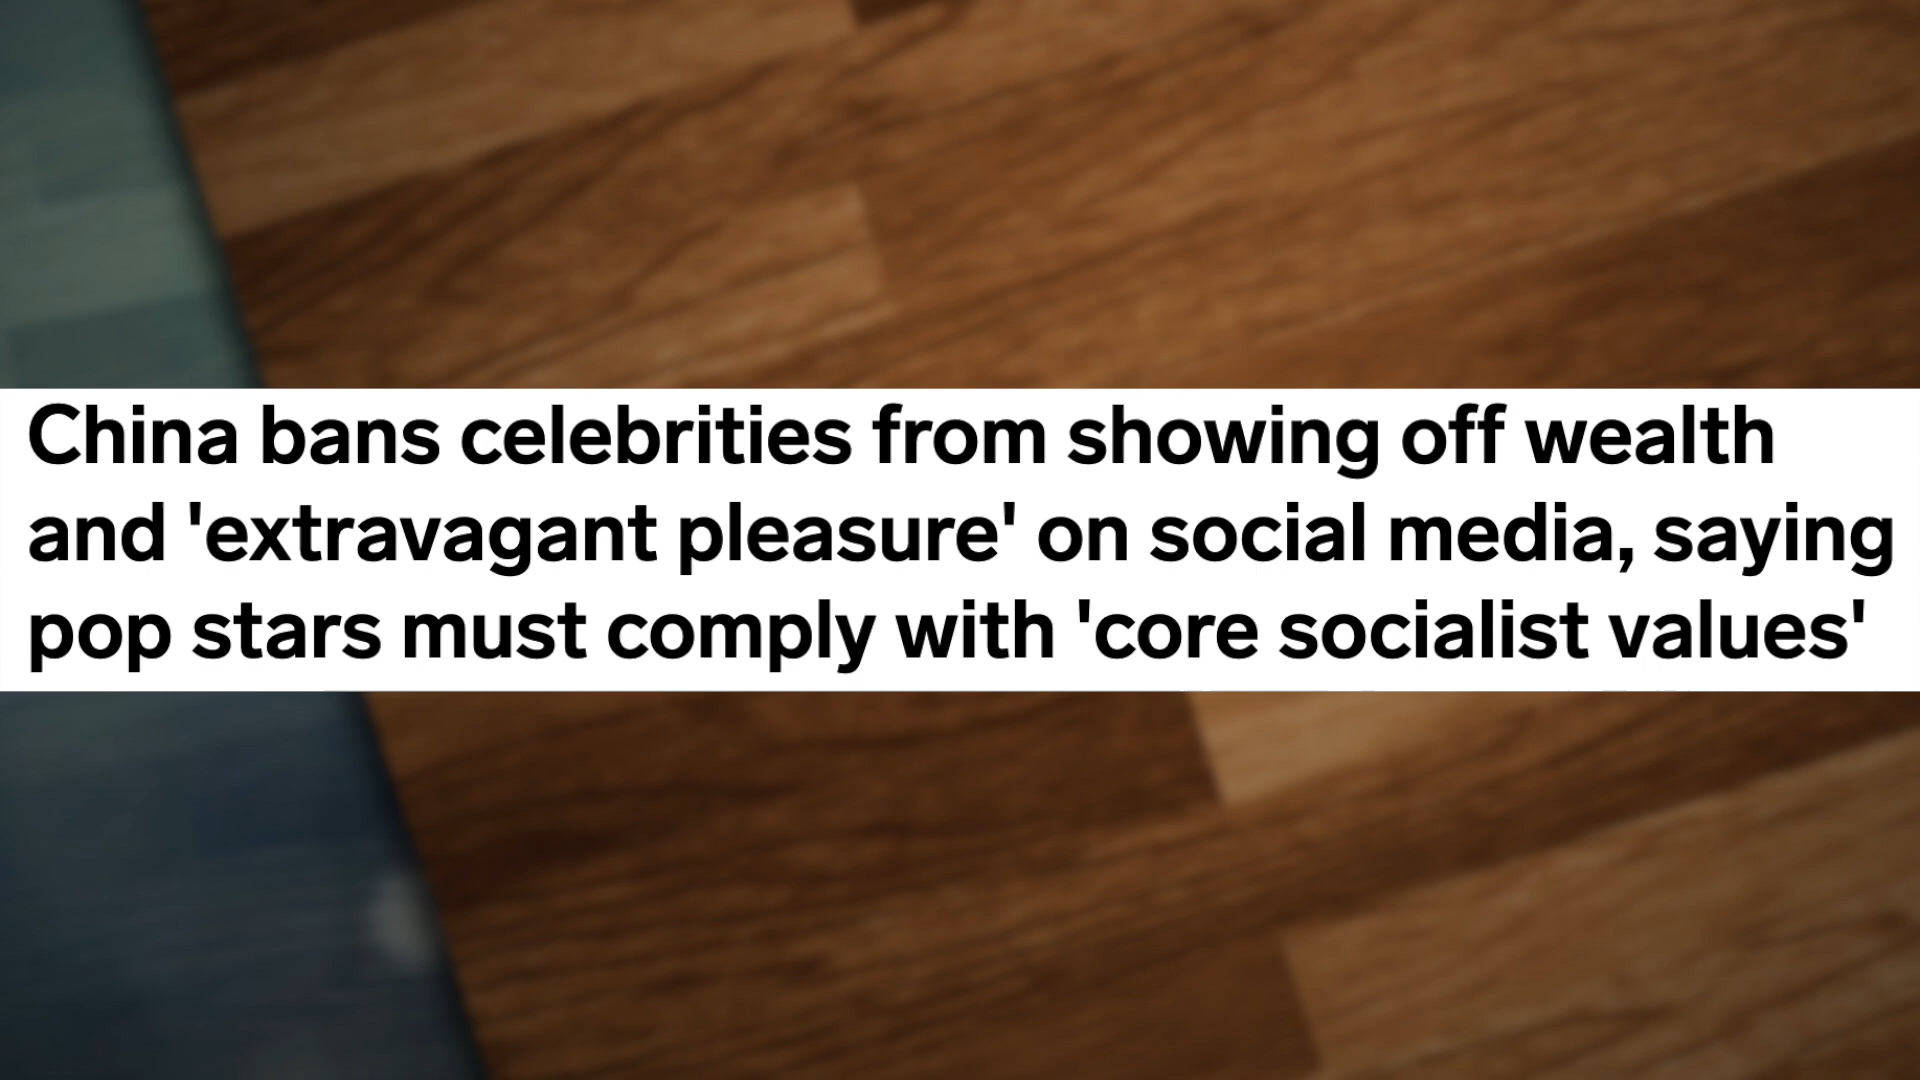 China bans celebrities from showing off wealth
and 'extravagant pleasure' on social media, saying
pop stars must comply with 'core socialist values'